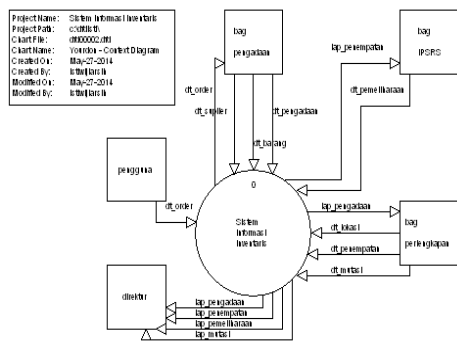 Project Name: Sistem Informasi Inventaris
Project Path: c:\dfd\isti\
Chart File: dfd00002.dfd
Chart Name: Yourdon - Context Diagram
Created On: May-27-2014
Created By: istiwijiarsih
Modified On: May-27-2014
Modified By: istiwijiarsih
bag
pengadaan
bag
IPSRS
lap_penempatan
dt_order
dt_suplier
dt_pengadaan
dt_barang
dt_pemeliharaan
pengguna
dt_order
0
Sistem
Informasi
Inventaris
lap_pengadaan
dt_lokasi
dt_penempatan
dt_mutasi
bag
perlengkapan
direktur
lap_pengadaan
lap_penempatan
lap_pemeliharaan
lap_mutasi